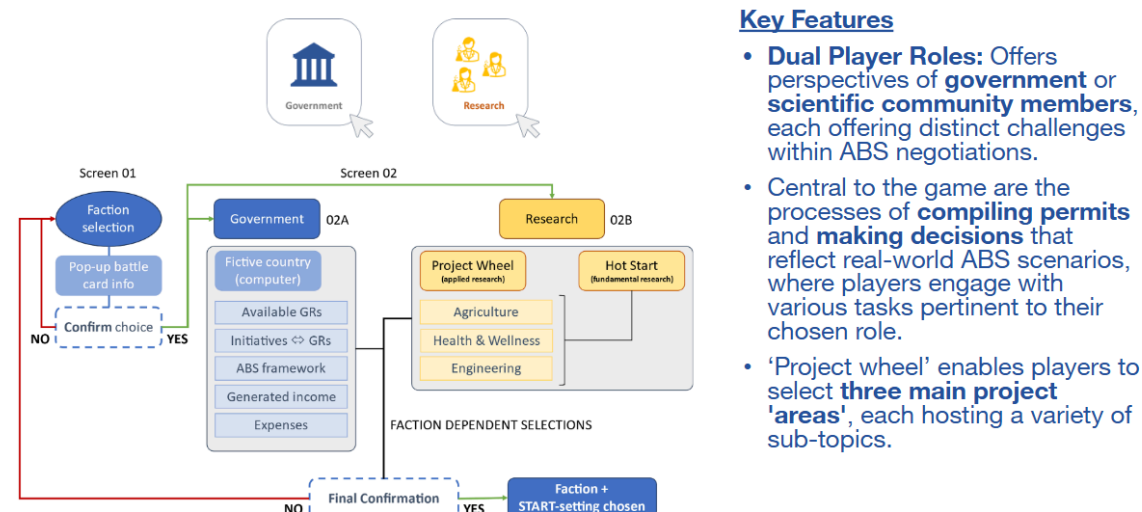 Government
Research
Screen 01
Screen 02
Faction
selection
Pop-up battle
card info
Confirm choice
NO
YES
Government
02A
Fictive country
(computer)
Available GRs
Initiatives ⇔ GRs
ABS framework
Generated income
Expenses
Research
02B
Project Wheel
(applied research)
Hot Start
(fundamental research)
Agriculture
Health & Wellness
Engineering
FACTION DEPENDENT SELECTIONS
Final Confirmation
NO
YES
Faction +
START-setting chosen
Key Features
• Dual Player Roles: Offers
perspectives of government or
scientific community members,
each offering distinct challenges
within ABS negotiations.
• Central to the game are the
processes of compiling permits
and making decisions that
reflect real-world ABS scenarios,
where players engage with
various tasks pertinent to their
chosen role.
• ‘Project wheel’ enables players to
select three main project
'areas', each hosting a variety of
sub-topics.